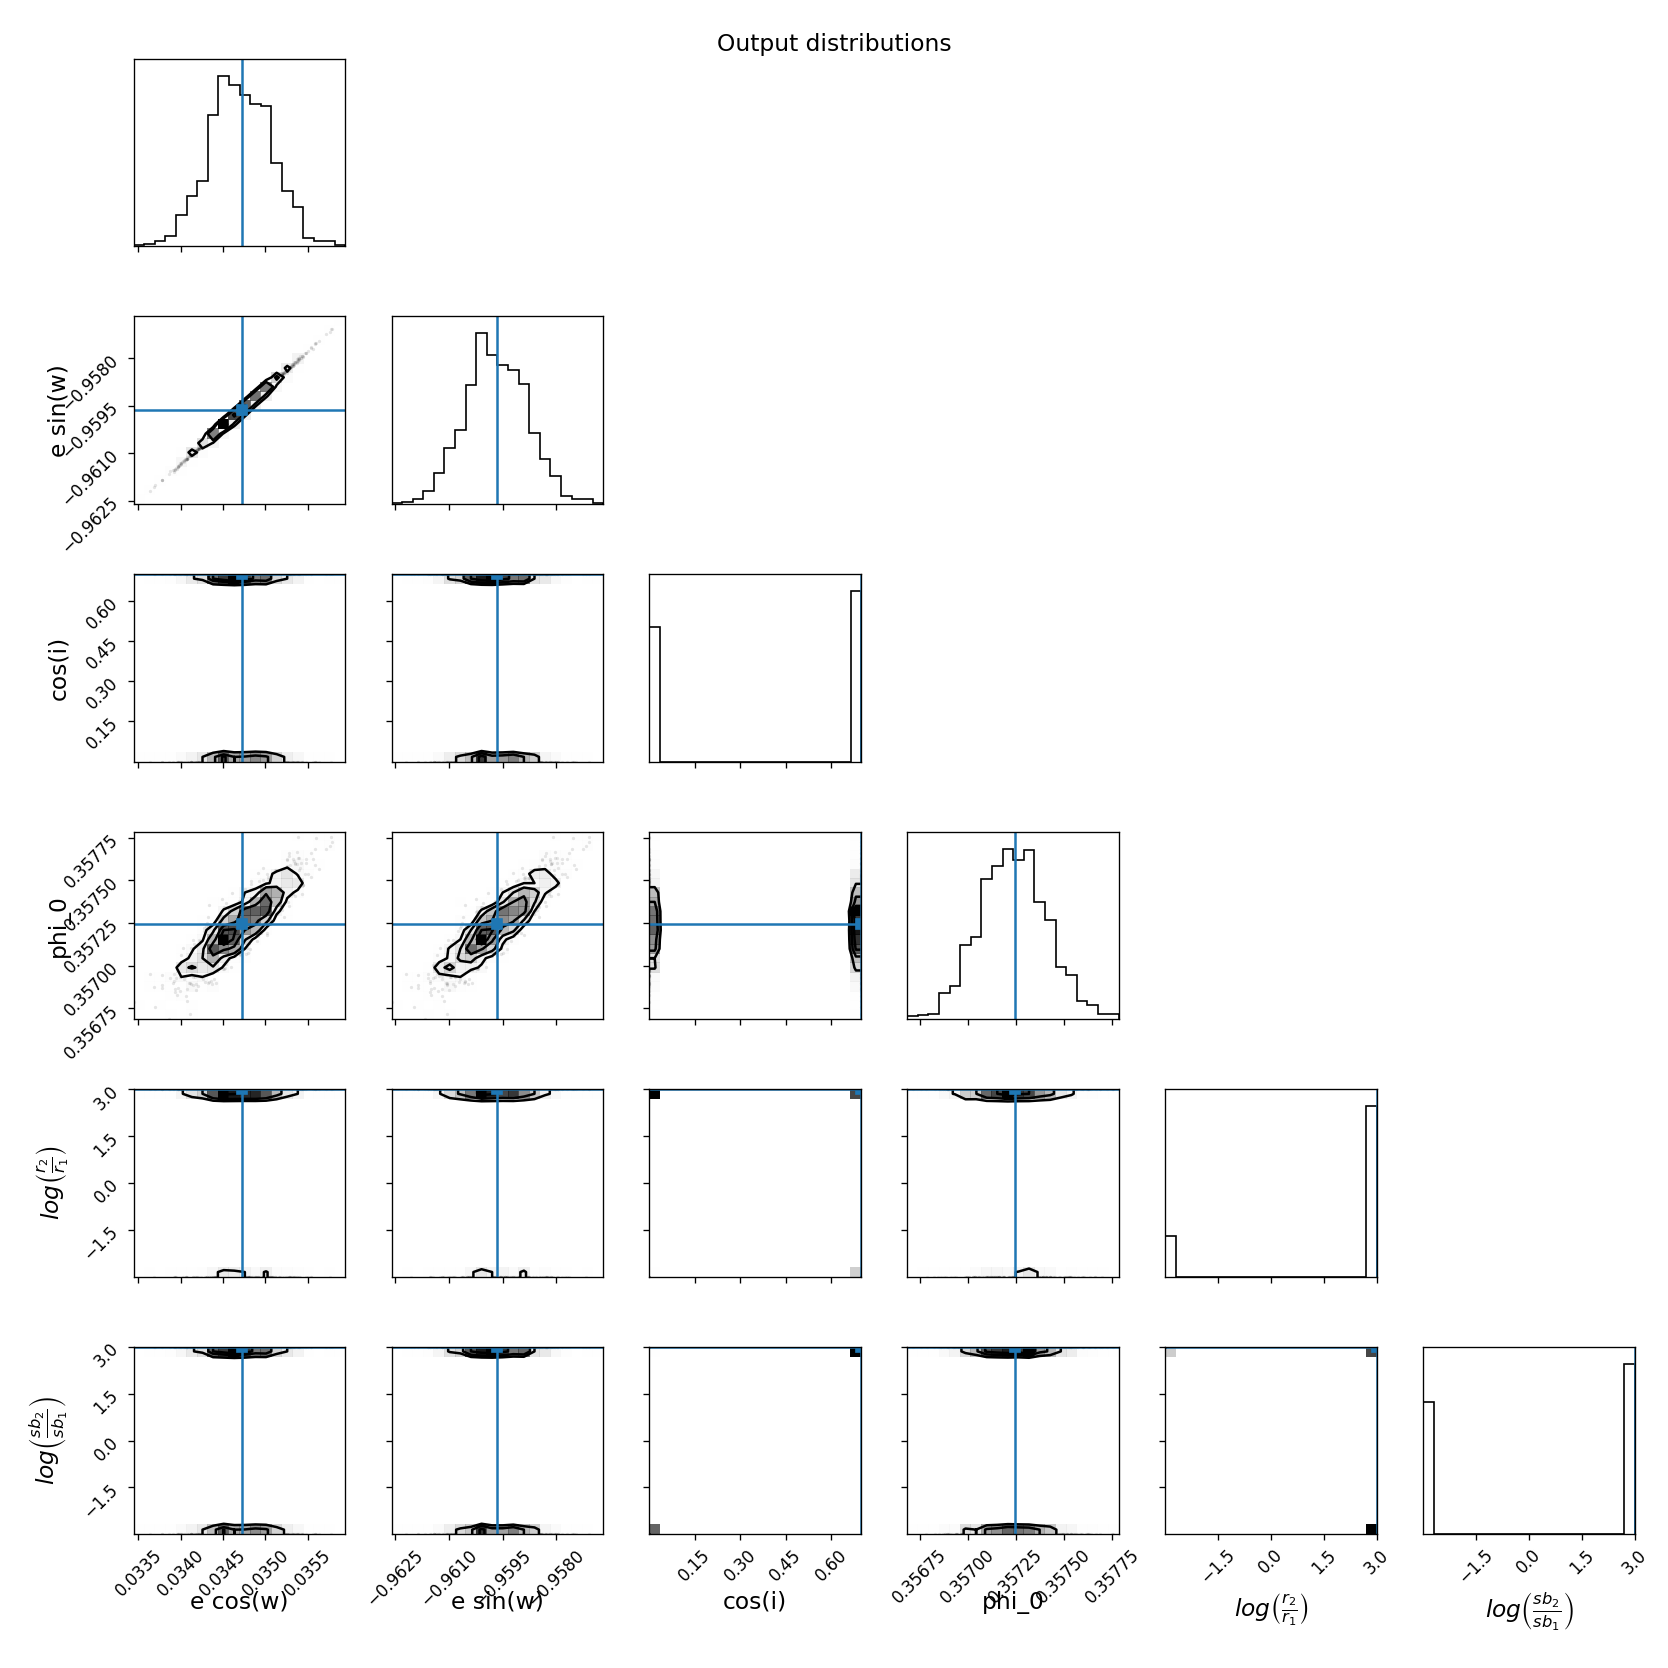 Output distributions
e sin(w)
−0.9580
−0.9595
−0.9610
−0.9625
cos(i)
0.60
0.45
0.30
0.15
phi_0
0.35775
0.35750
0.35725
0.35700
0.35675
log(r₂/r₁)
3.0
1.5
0.0
−1.5
log(sb₂/sb₁)
3.0
1.5
0.0
−1.5
0.0335 0.0340 0.0345 0.0350 0.0355
−0.9625 −0.9610 −0.9595 −0.9580
0.15 0.30 0.45 0.60
0.35675 0.35700 0.35725 0.35750 0.35775
−1.5 0.0 1.5 3.0
−1.5 0.0 1.5 3.0
e cos(w)
e sin(w)
cos(i)
phi_0
log(r₂/r₁)
log(sb₂/sb₁)